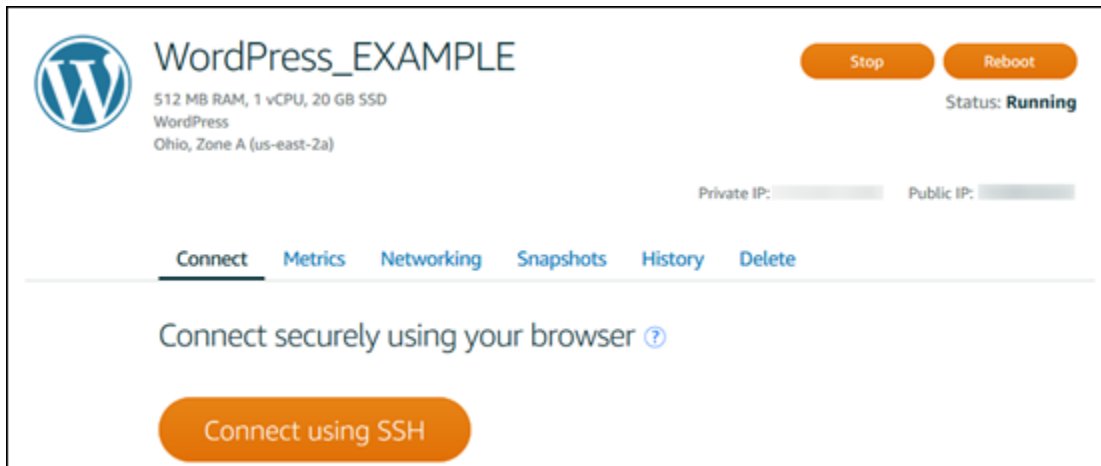 WordPress_EXAMPLE
512 MB RAM, 1 vCPU, 20 GB SSD
WordPress
Ohio, Zone A (us-east-2a)
Stop Reboot
Status: Running
Private IP: Public IP:
Connect Metrics Networking Snapshots History Delete
Connect securely using your browser ?
Connect using SSH